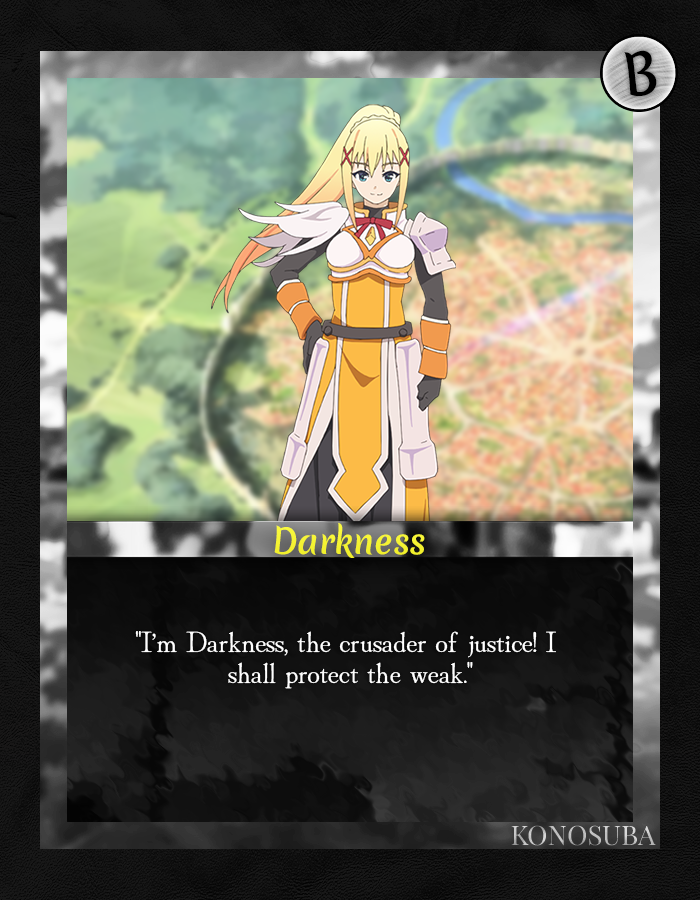 B
Darkness
"I'm Darkness, the crusader of justice! I
shall protect the weak."
KONOSUBA